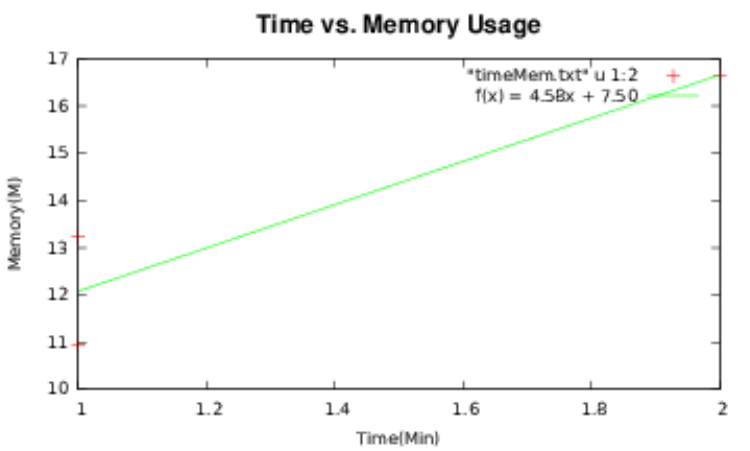 Time vs. Memory Usage
"timeMem.txt" u 1:2
f(x) = 4.58x + 7.50
17
16
15
14
13
12
11
10
Memory(M)
1 1.2 1.4 1.6 1.8 2
Time(Min)